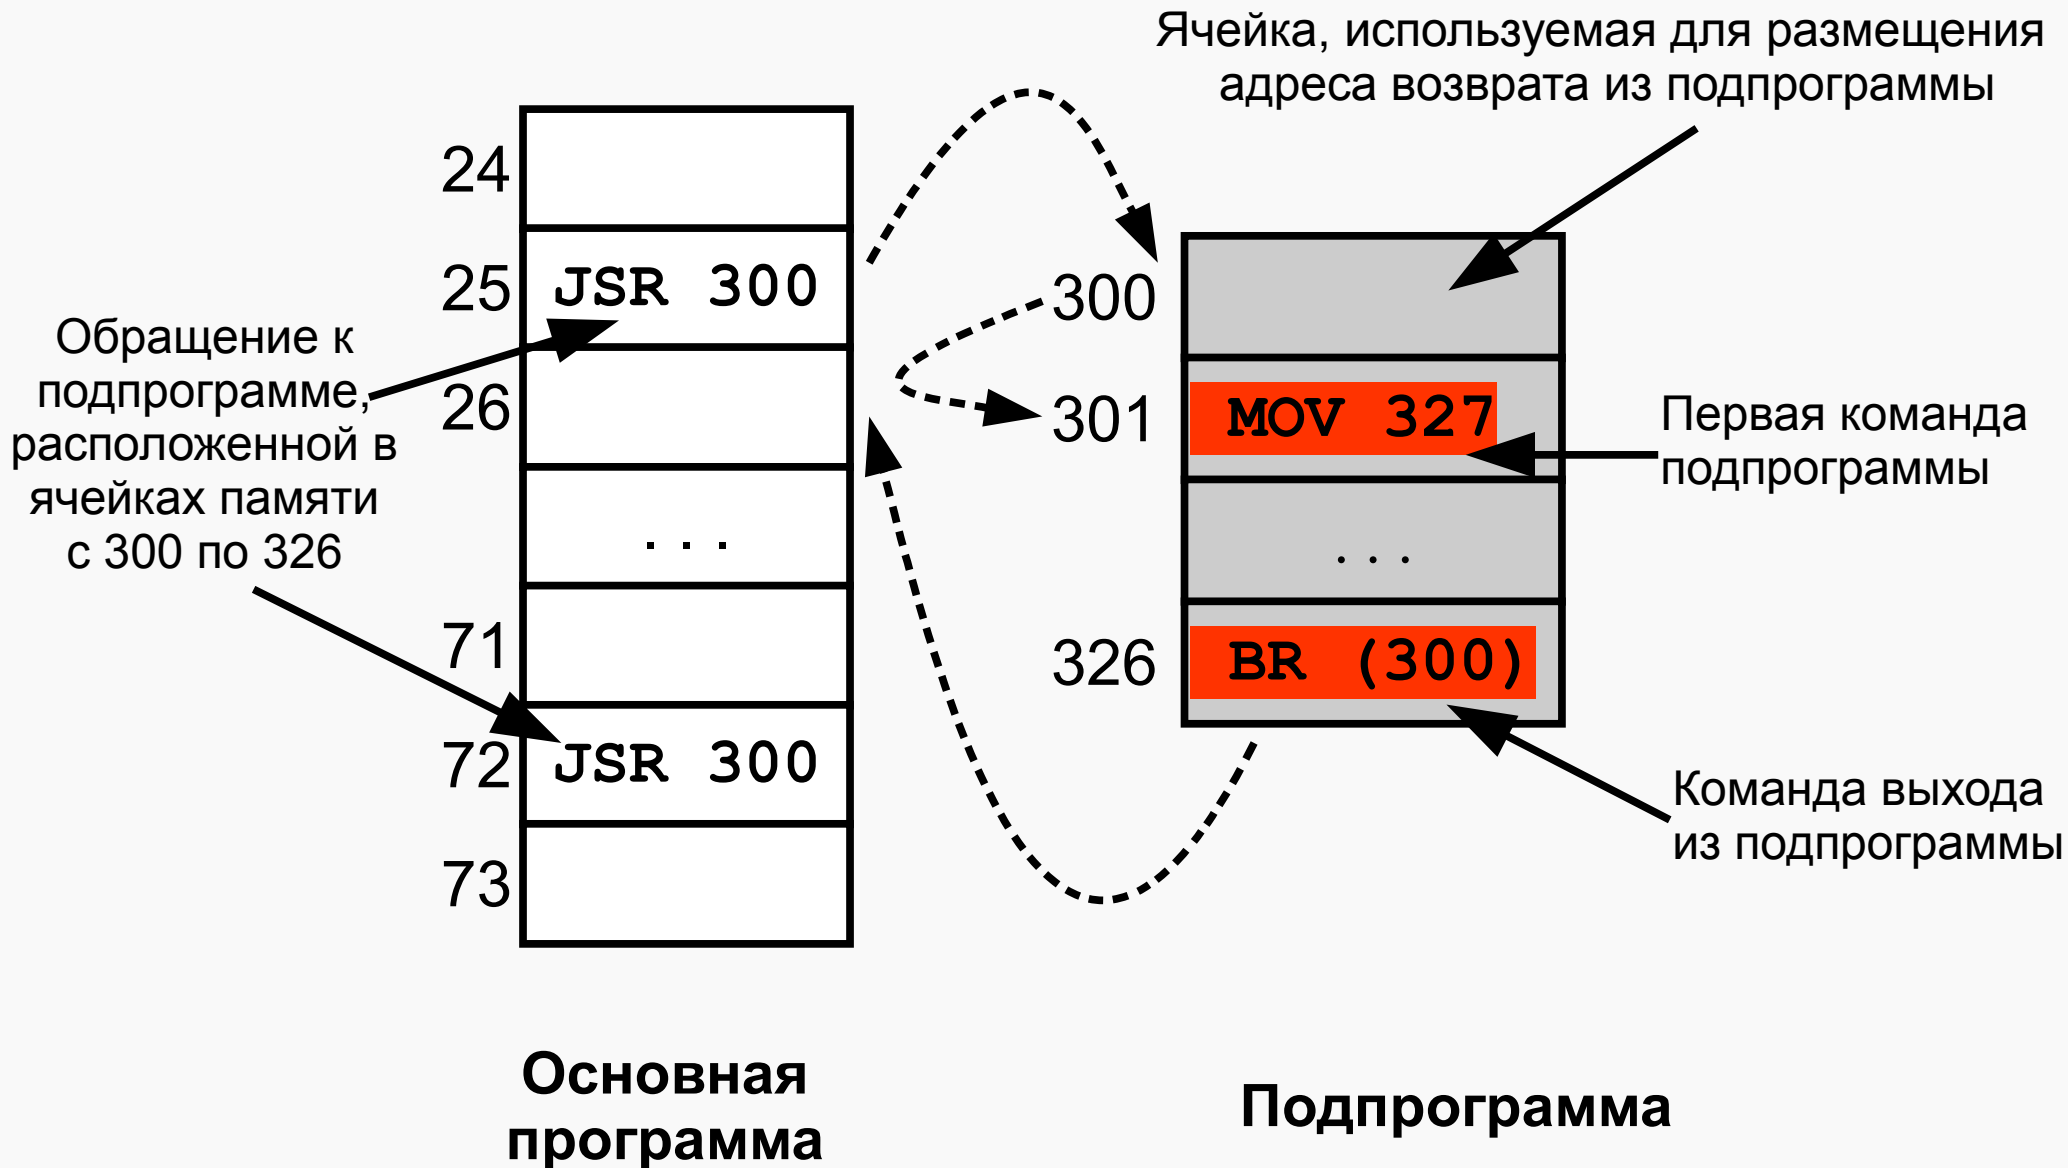 Ячейка, используемая для размещения
адреса возврата из подпрограммы
24
25
JSR 300
26
. . .
71
72
JSR 300
73
Обращение к
подпрограмме,
расположенной в
ячейках памяти
с 300 по 326
300
301
MOV 327
. . .
326
BR (300)
Первая команда
подпрограммы
Команда выхода
из подпрограммы
Основная
программа
Подпрограмма